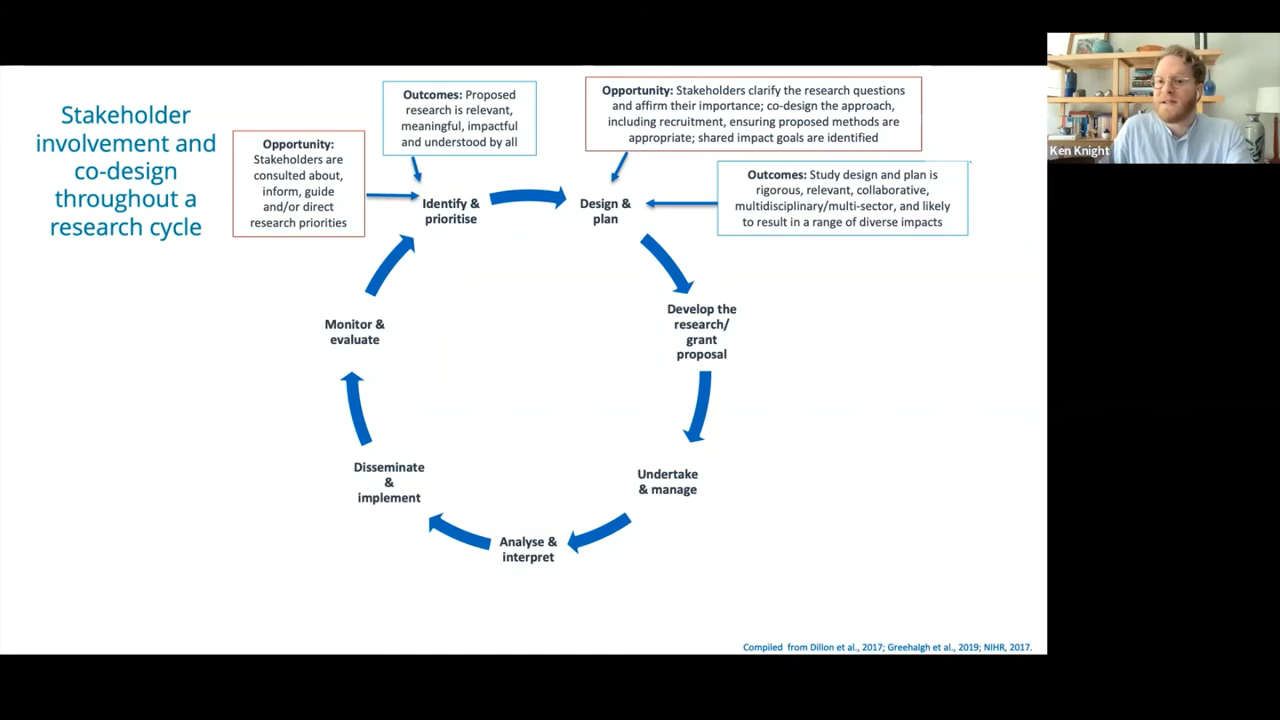 Stakeholder
involvement and
co-design
throughout a
research cycle
Opportunity:
Stakeholders are
consulted about,
inform, guide
and/or direct
research priorities
Outcomes: Proposed
research is relevant,
meaningful, impactful
and understood by all
Opportunity: Stakeholders clarify the research questions
and affirm their importance; co-design the approach,
including recruitment, ensuring proposed methods are
appropriate; shared impact goals are identified
Outcomes: Study design and plan is
rigorous, relevant, collaborative,
multidisciplinary/multi-sector, and likely
to result in a range of diverse impacts
Identify &
prioritise
Design &
plan
Develop the
research/
grant
proposal
Undertake
& manage
Analyse &
interpret
Disseminate
&
implement
Monitor &
evaluate
Compiled from Dillon et al., 2017; Greehalgh et al., 2019; NIHR, 2017.
Ken Knight